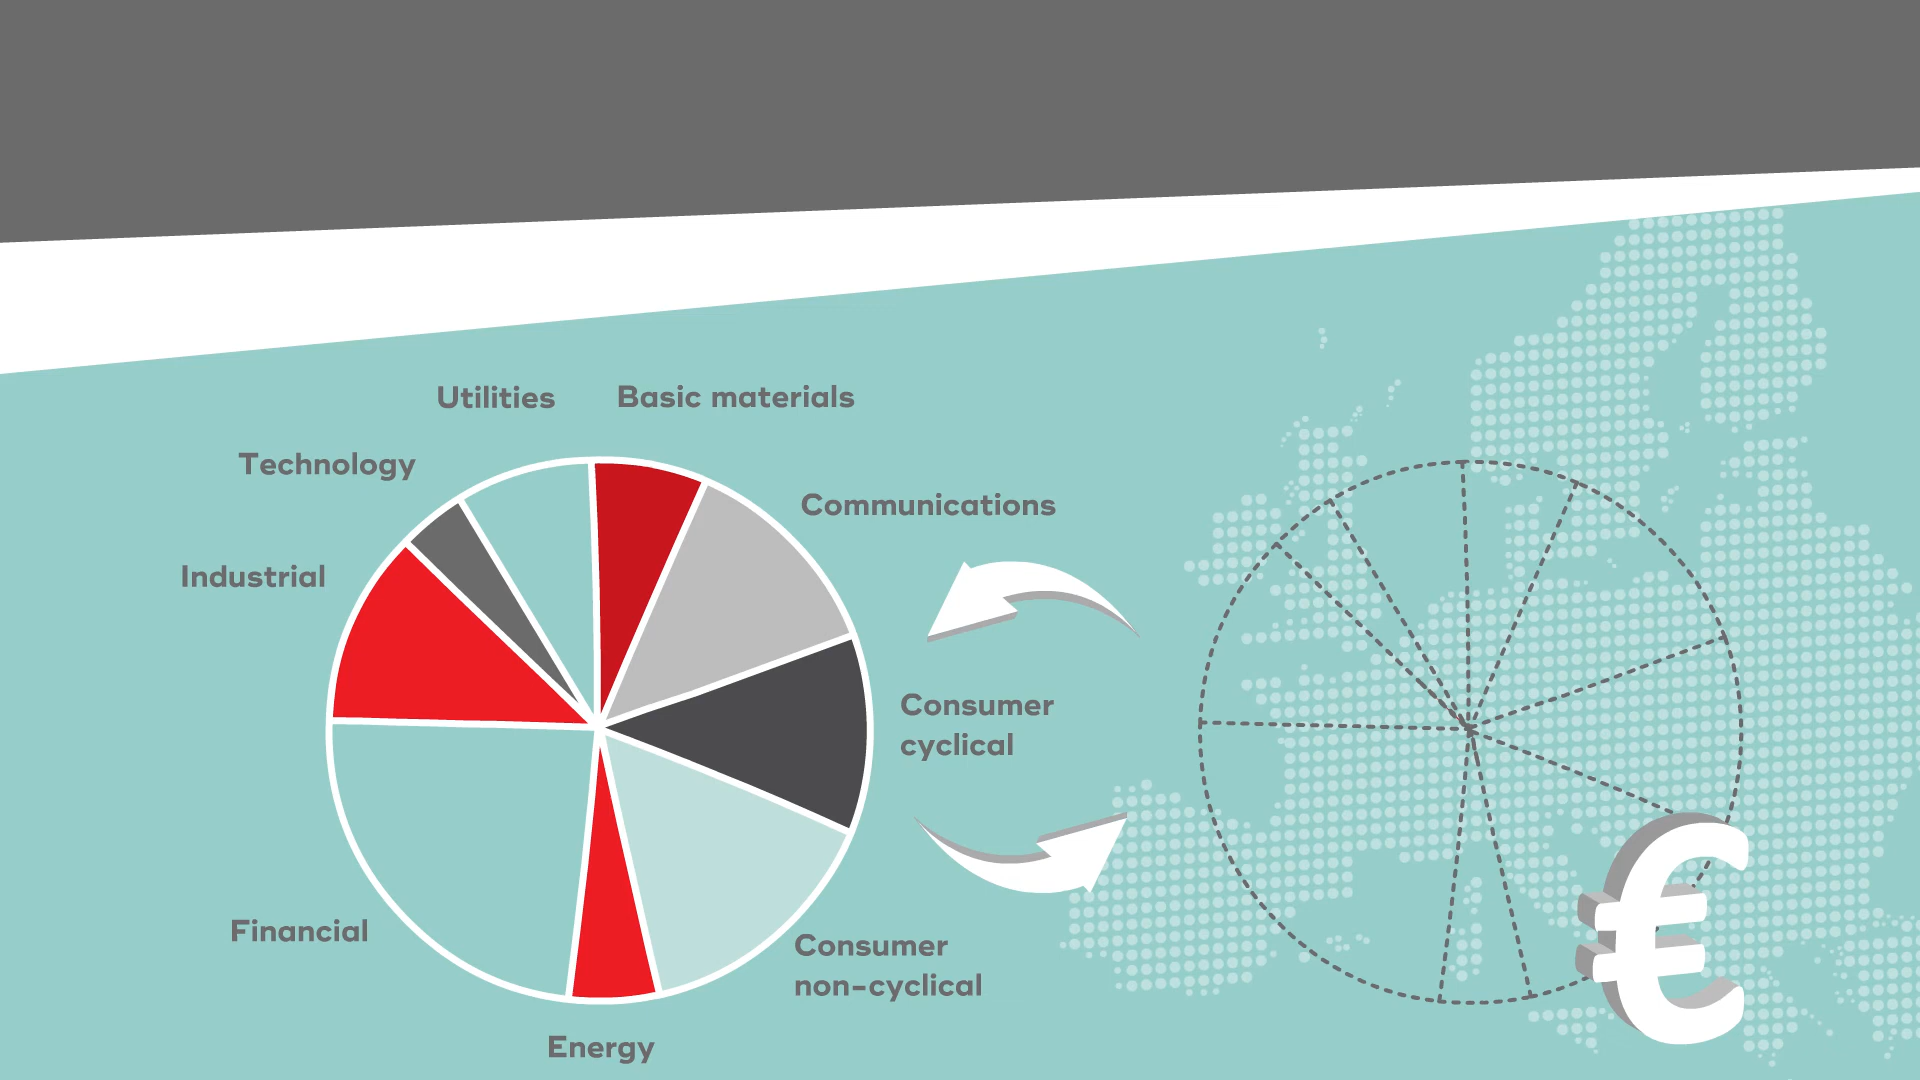 Utilities
Basic materials
Technology
Communications
Industrial
Consumer
cyclical
Financial
Consumer
non-cyclical
Energy
€